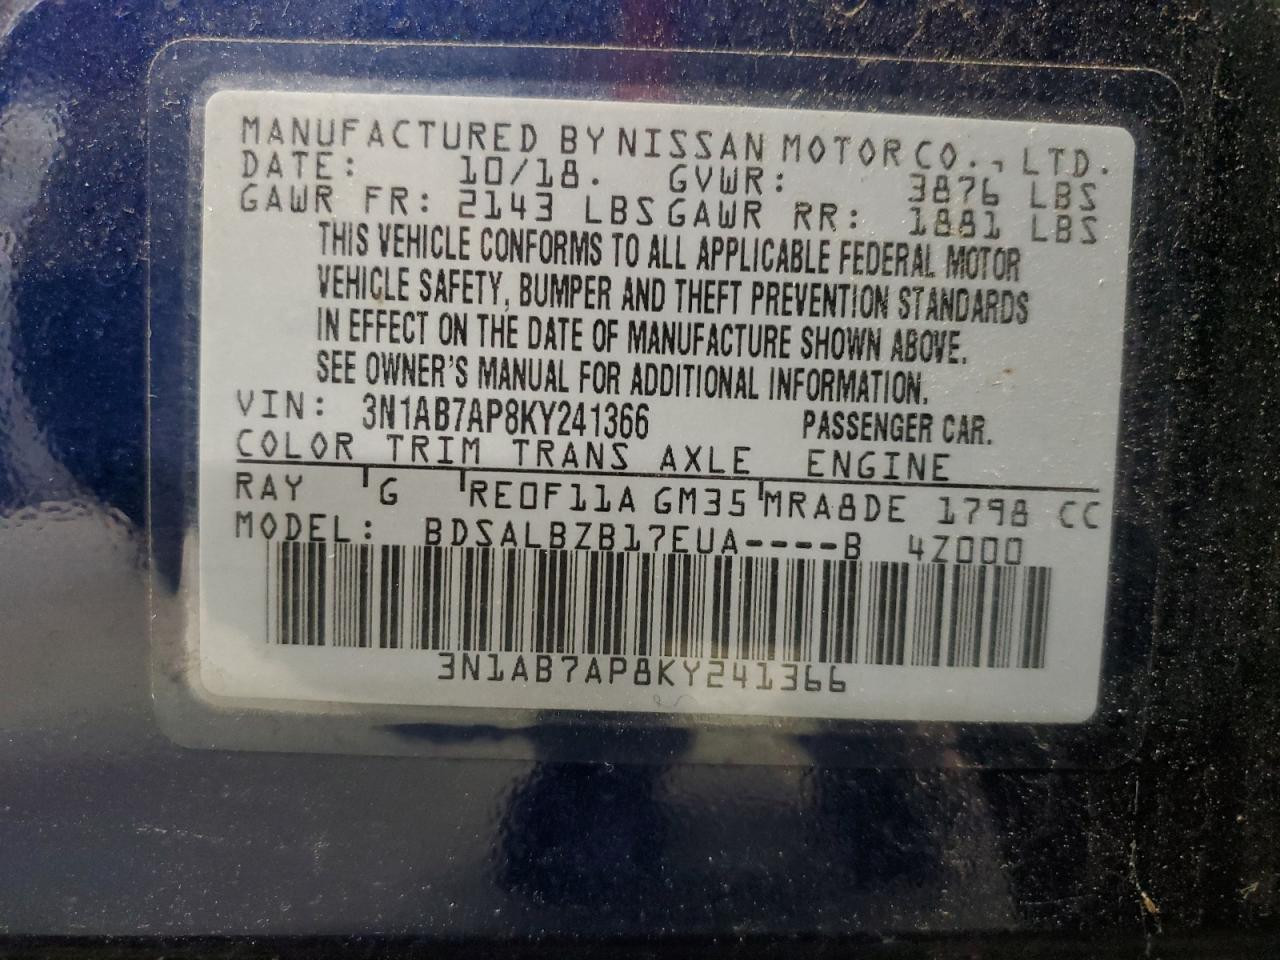 MANUFACTURED BY NISSAN MOTOR CO., LTD.
DATE: 10/18. GVWR: 3876 LBS
GAWR FR: 2143 LBS GAWR RR: 1881 LBS
THIS VEHICLE CONFORMS TO ALL APPLICABLE FEDERAL MOTOR
VEHICLE SAFETY, BUMPER AND THEFT PREVENTION STANDARDS
IN EFFECT ON THE DATE OF MANUFACTURE SHOWN ABOVE.
SEE OWNER'S MANUAL FOR ADDITIONAL INFORMATION.
VIN: 3N1AB7AP8KY241366 PASSENGER CAR.
COLOR TRIM TRANS AXLE ENGINE
RAY G RE0F11A GM35 MRA8DE 1798 CC
MODEL: BDSALBZB17EUA----B 4Z000
3N1AB7AP8KY241366